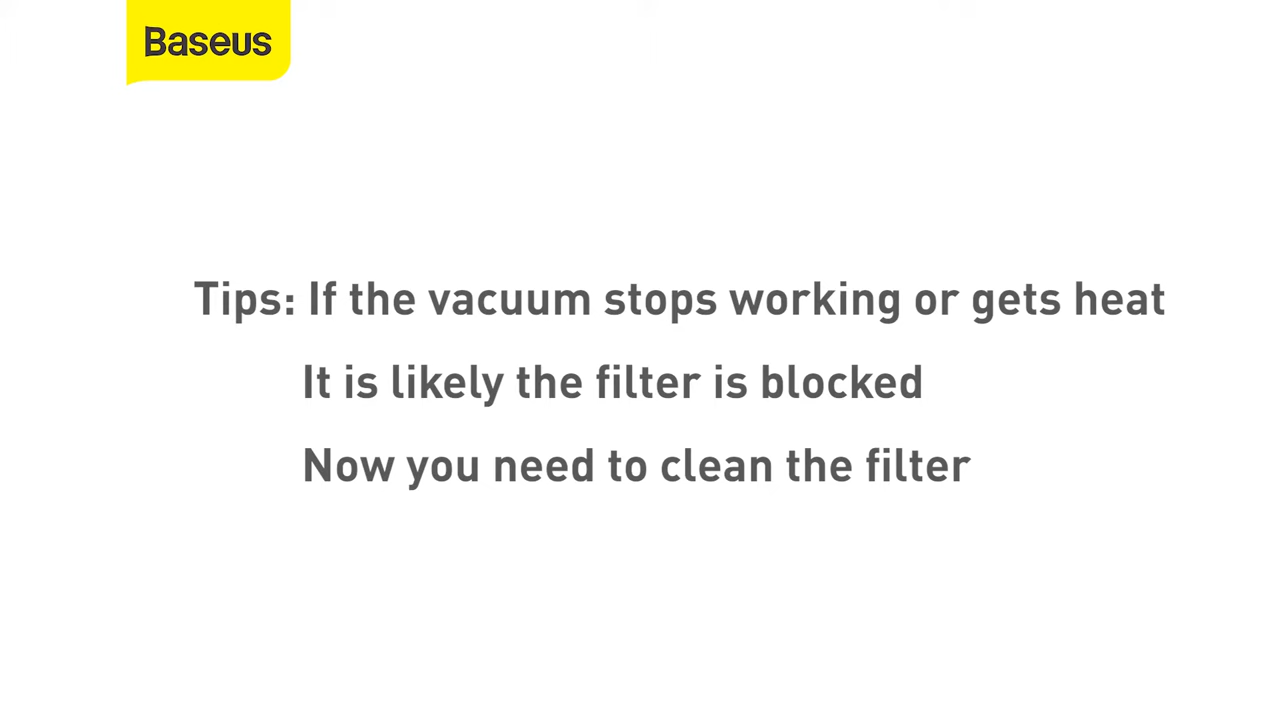 Baseus
Tips: If the vacuum stops working or gets heat
It is likely the filter is blocked
Now you need to clean the filter